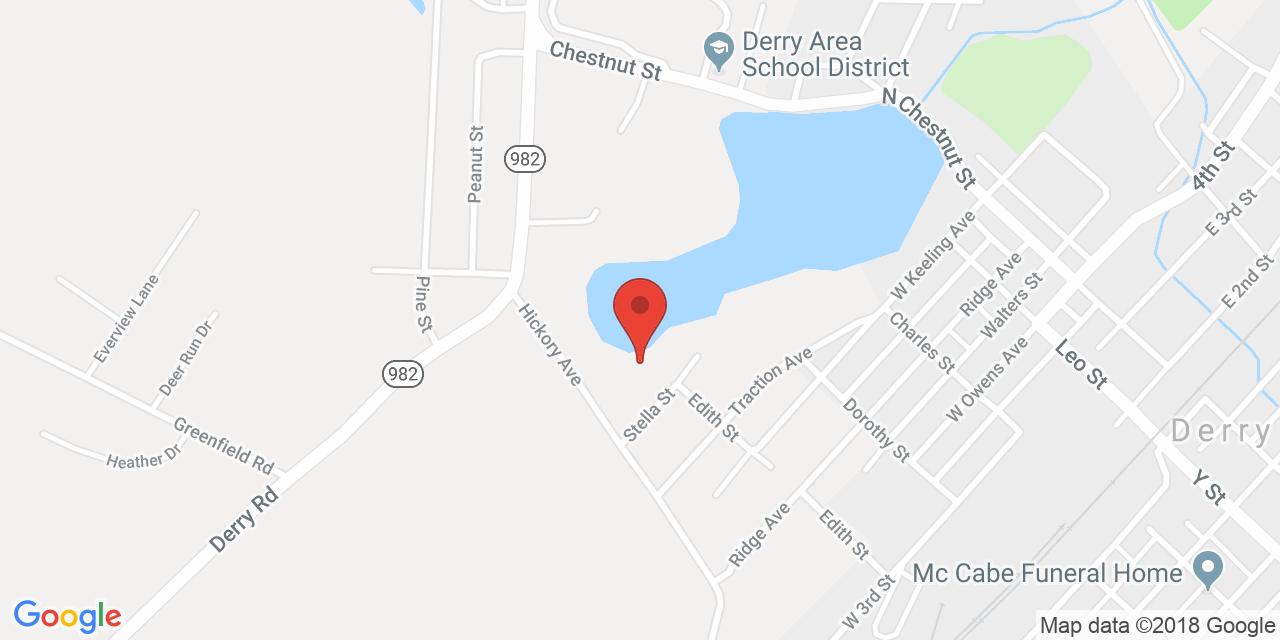 982
Chestnut St
Derry Area
School District
N Chestnut St
4th St
Peanut St
982
E 3rd St
W Keeling Ave
E 2nd St
Everview Lane
Pine St
Ridge Ave
Walters St
Deer Run Dr
Hickory Ave
Charles St
982
Traction Ave
W Owens Ave
Leo St
Stella St
Edith St
Dorothy St
Derry
Greenfield Rd
Heather Dr
Y St
Derry Rd
Ridge Ave
Edith St
Mc Cabe Funeral Home
W 3rd St
Google
Map data ©2018 Google